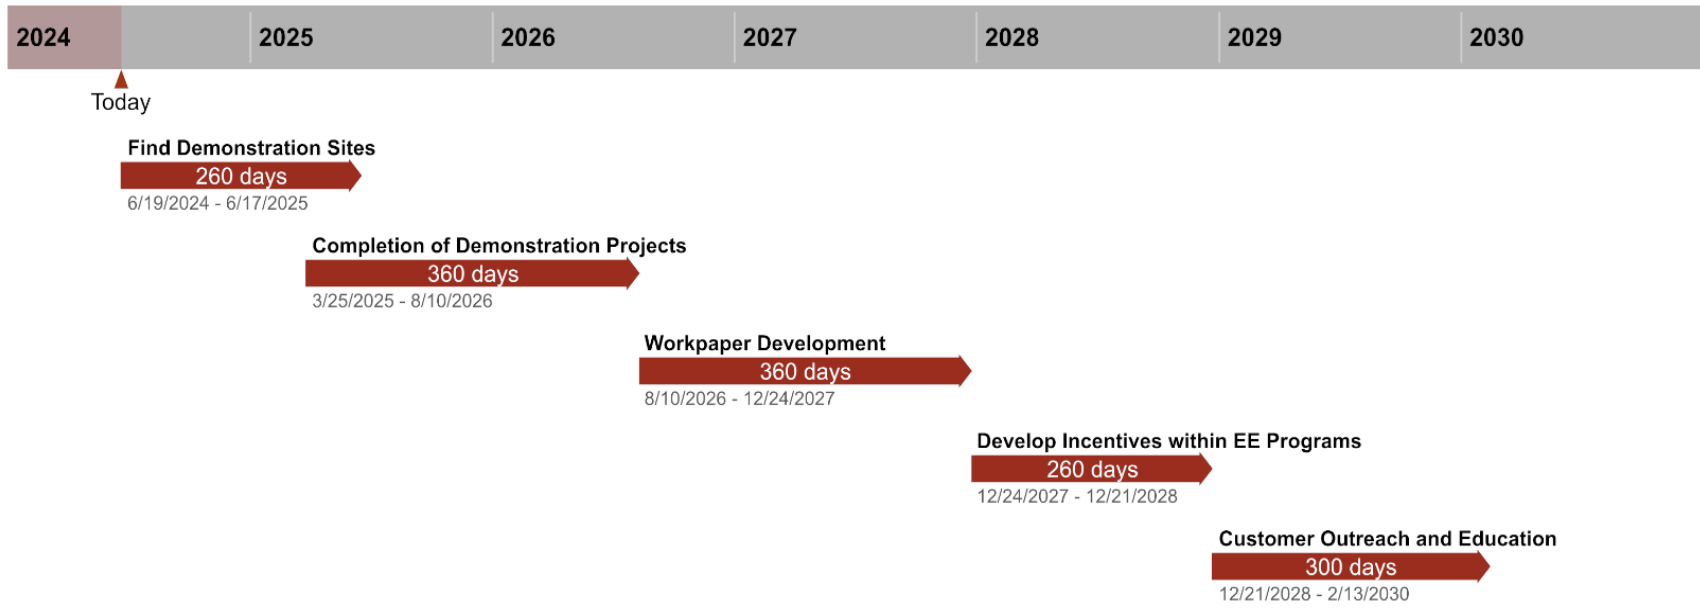 2024 2025 2026 2027 2028 2029 2030
Today
Find Demonstration Sites
260 days
6/19/2024 - 6/17/2025
Completion of Demonstration Projects
360 days
3/25/2025 - 8/10/2026
Workpaper Development
360 days
8/10/2026 - 12/24/2027
Develop Incentives within EE Programs
260 days
12/24/2027 - 12/21/2028
Customer Outreach and Education
300 days
12/21/2028 - 2/13/2030